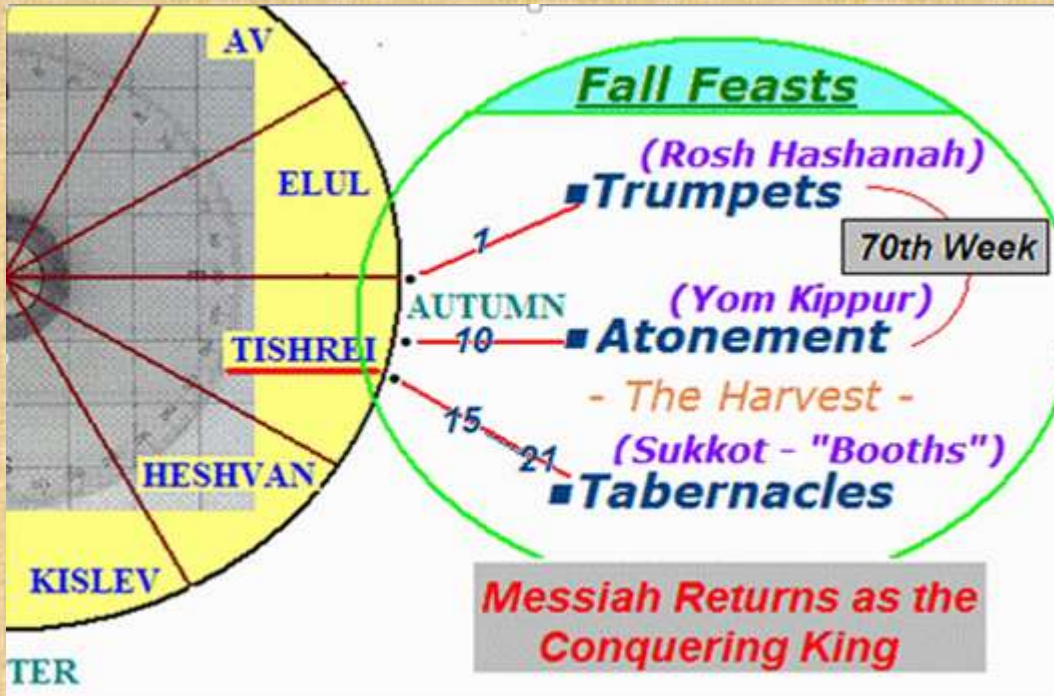 AV
ELUL
AUTUMN
TISHREI
HESHVAN
KISLEV
TER
Fall Feasts
(Rosh Hashanah)
1
▪Trumpets
70th Week
(Yom Kippur)
10
▪Atonement
- The Harvest -
15
21
(Sukkot - "Booths")
▪Tabernacles
Messiah Returns as the
Conquering King